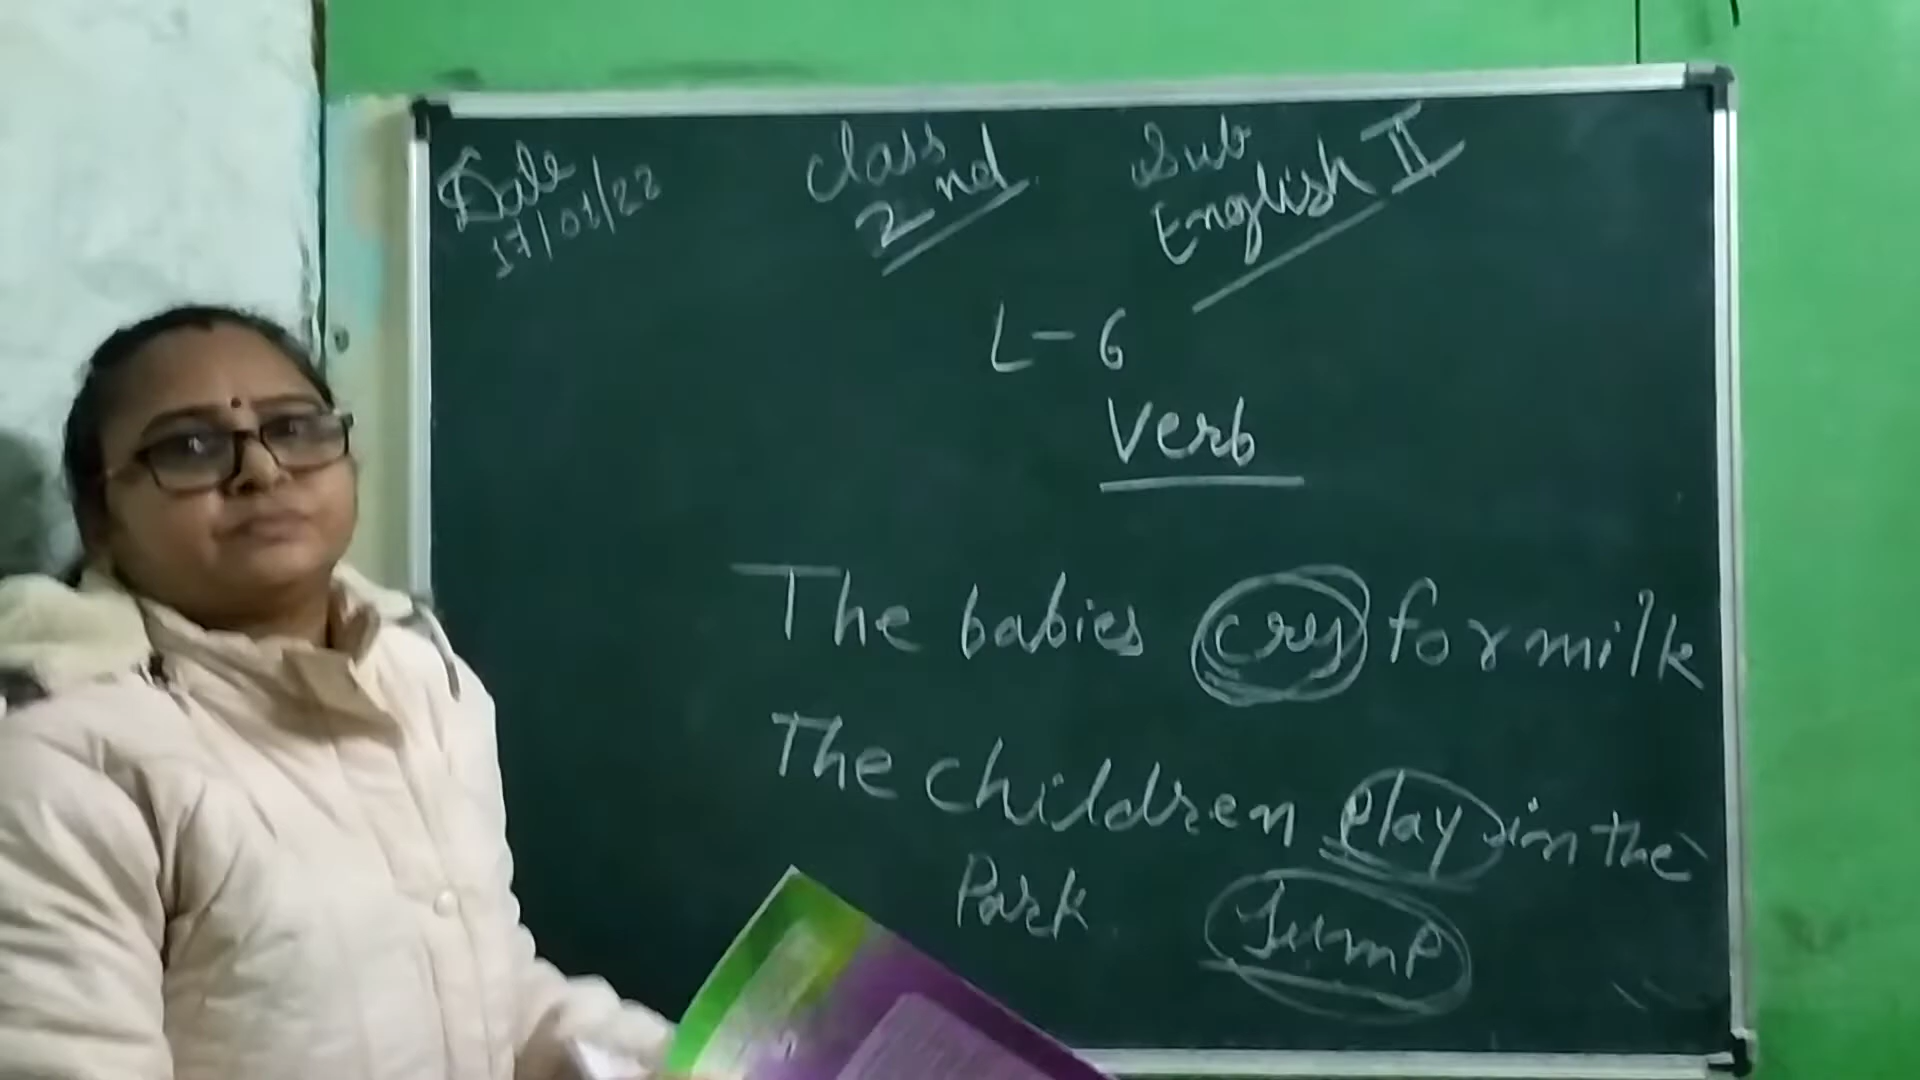 Date
17/01/22
Class
2nd
Sub
English II
L-6
Verb
The babies cry for milk
The children play in the
Park.
Jump